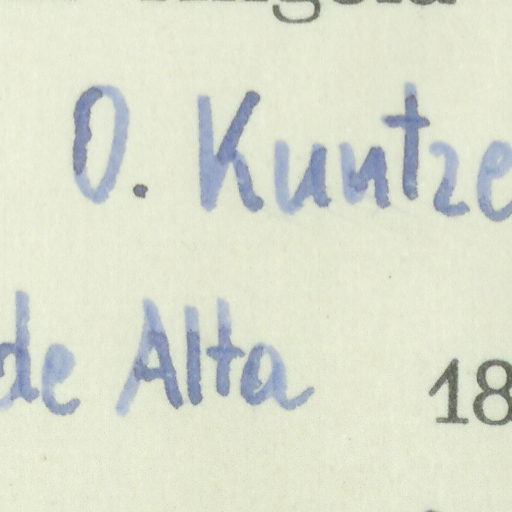 O. Kuntze
de Alta 18